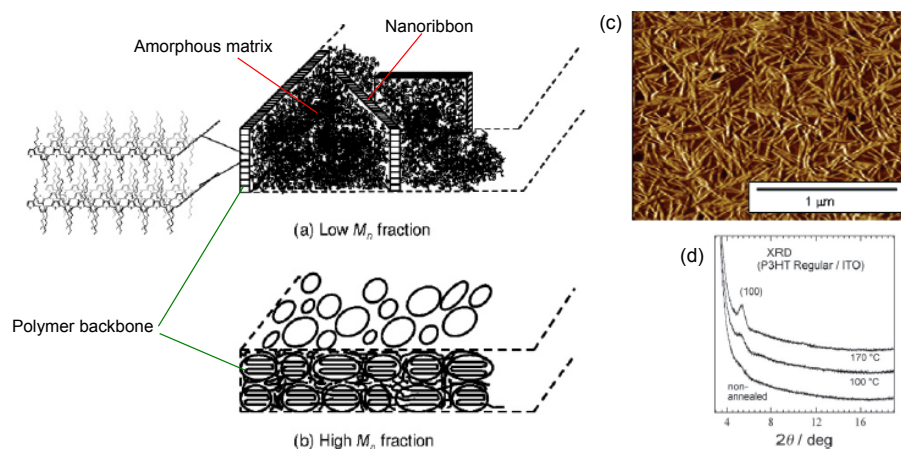 Amorphous matrix
Nanoribbon
(a) Low Mn fraction
Polymer backbone
(b) High Mn fraction
(c)
1 μm
(d)
XRD
(P3HT Regular / ITO)
(100)
170 °C
100 °C
non-
annealed
4 8 12 16
2θ / deg